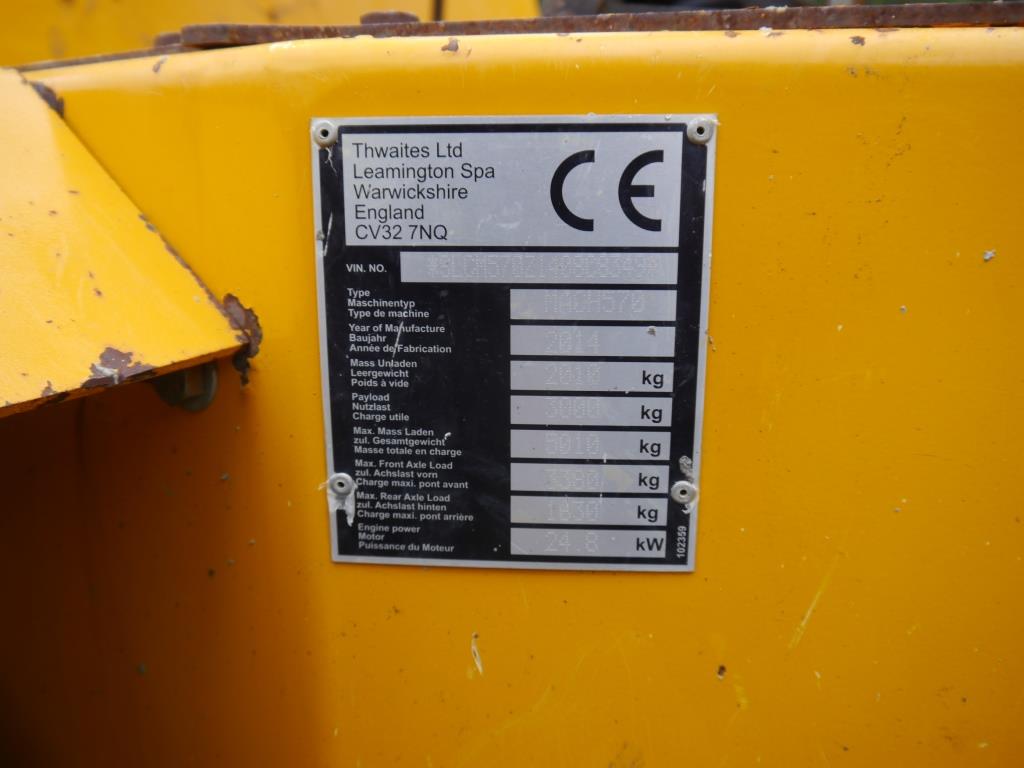 Thwaites Ltd
Leamington Spa
Warwickshire
England
CV32 7NQ
CE
VIN. NO.
Type
Maschinentyp
Type de machine
MACH570
Year of Manufacture
Baujahr
Année de Fabrication
2014
Mass Unladen
Leergewicht
Poids à vide
2010 kg
Payload
Nutzlast
Charge utile
3000 kg
Max. Mass Laden
zul. Gesamtgewicht
Masse totale en charge
5010 kg
Max. Front Axle Load
zul. Achslast vorn
Charge maxi. pont avant
3380 kg
Max. Rear Axle Load
zul. Achslast hinten
Charge maxi. pont arrière
kg
Engine power
Motor
Puissance du Moteur
24.8 kW
102359